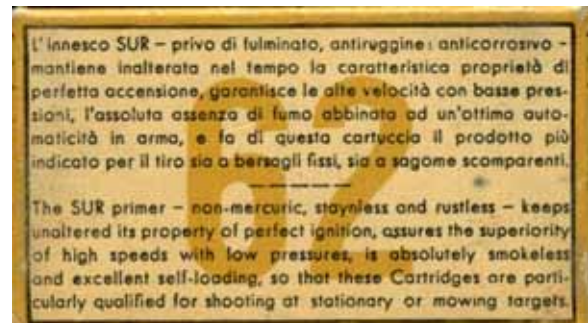 L'Innesco SUR – privo di fulminato, antiruggine, anticorrosivo –
mantiene inalterata nel tempo la caratteristica proprietà di
perfetta accensione, garantisce le alte velocità con basse pres-
sioni, l'assoluta assenza di fumo abbinata ad un'ottima auto-
maticità in arma, e fa di questa cartuccia il prodotto più
indicato per il tiro sia a bersagli fissi, sia a sagome scomparenti.
62
The SUR primer – non-mercuric, staynless and rustless – keeps
unaltered its property of perfect ignition, assures the superiority
of high speeds with low pressures, is absolutely smokeless
and excellent self-loading, so that these Cartridges are parti-
cularly qualified for shooting at stationary or mowing targets.